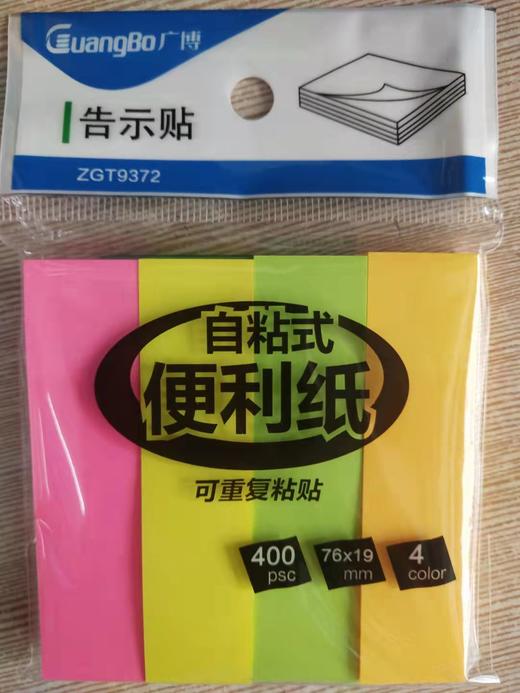 GuangBo广博
告示贴
ZGT9372
自粘式
便利纸
可重复粘贴
400 psc
76x19 mm
4 color